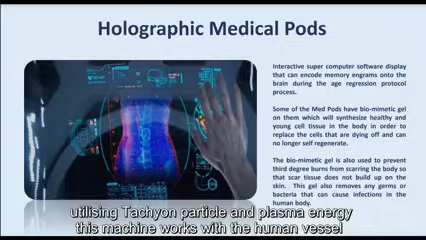 Holographic Medical Pods
Interactive super computer software display
that can encode memory engrams onto the
brain during the age regression protocol
process.
Some of the Med Pods have bio-mimetic gel
on them which will synthesize healthy and
young cell tissue in the body in order to
replace the cells that are dying off and can
no longer self regenerate.
The bio-mimetic gel is also used to prevent
third degree burns from scarring the body so
that scar tissue does not build up on the
skin. This gel also removes any germs or
bacteria that can cause infections in the
human body.
utilising Tachyon particle and plasma energy
this machine works with the human vessel